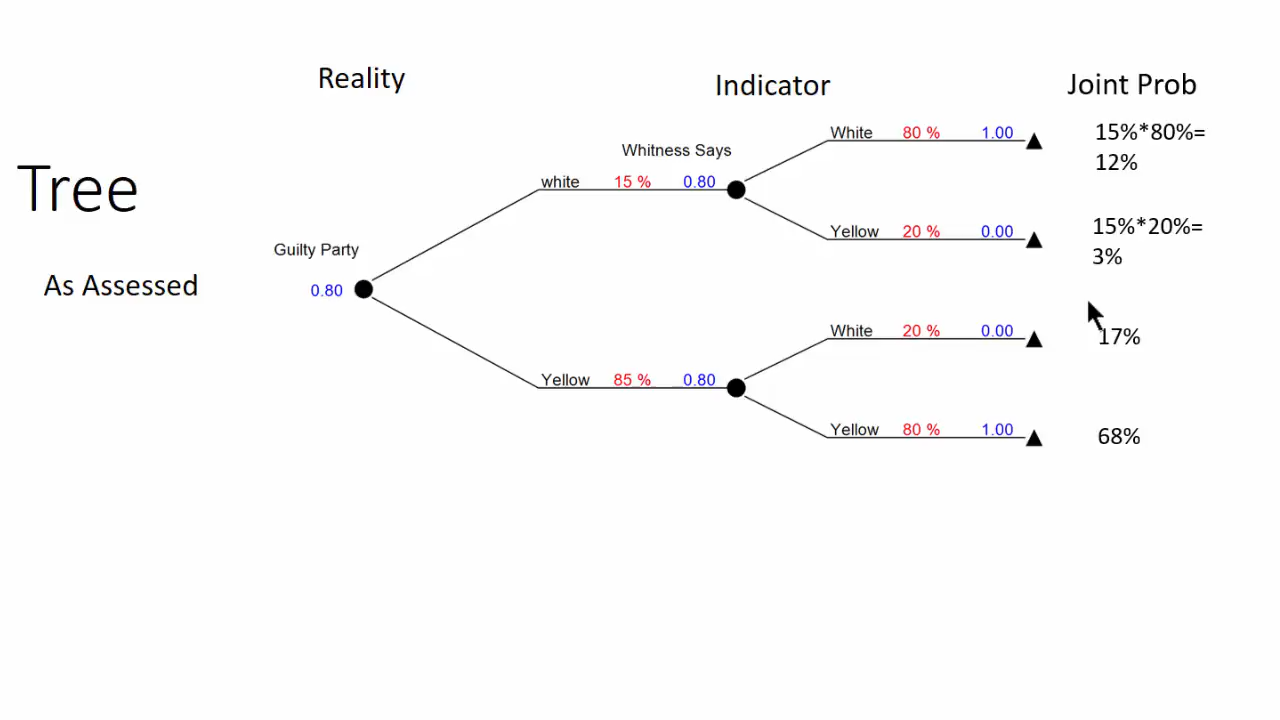 Reality
Indicator
Joint Prob
Tree
As Assessed
Guilty Party
0.80
white 15 % 0.80
Whitness Says
White 80 % 1.00
15%*80%=
12%
Yellow 20 % 0.00
15%*20%=
3%
Yellow 85 % 0.80
White 20 % 0.00
17%
Yellow 80 % 1.00
68%